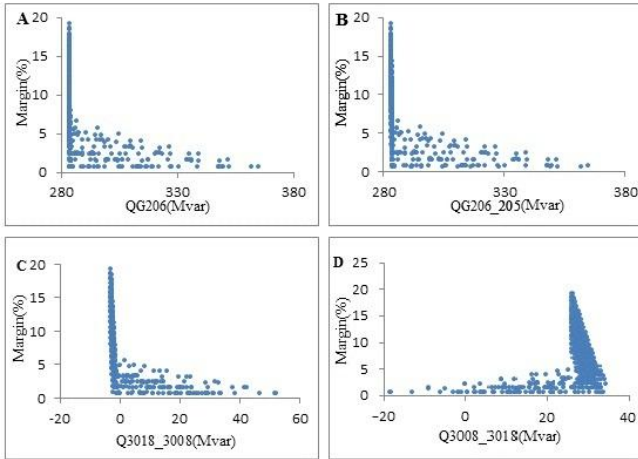 A
20
15
10
5
0
Margin(%)
280 330 380
QG206(Mvar)
B
20
15
10
5
0
Margin(%)
280 330 380
QG206_205(Mvar)
C
20
15
10
5
0
Margin(%)
-20 0 20 40 60
Q3018_3008(Mvar)
D
25
20
15
10
5
0
Margin(%)
-20 0 20 40
Q3008_3018(Mvar)